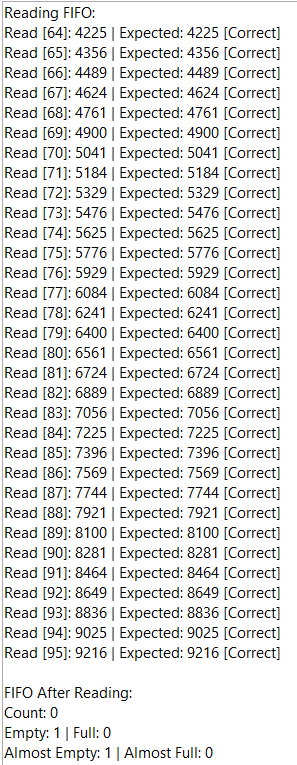 Reading FIFO:
Read [64]: 4225 | Expected: 4225 [Correct]
Read [65]: 4356 | Expected: 4356 [Correct]
Read [66]: 4489 | Expected: 4489 [Correct]
Read [67]: 4624 | Expected: 4624 [Correct]
Read [68]: 4761 | Expected: 4761 [Correct]
Read [69]: 4900 | Expected: 4900 [Correct]
Read [70]: 5041 | Expected: 5041 [Correct]
Read [71]: 5184 | Expected: 5184 [Correct]
Read [72]: 5329 | Expected: 5329 [Correct]
Read [73]: 5476 | Expected: 5476 [Correct]
Read [74]: 5625 | Expected: 5625 [Correct]
Read [75]: 5776 | Expected: 5776 [Correct]
Read [76]: 5929 | Expected: 5929 [Correct]
Read [77]: 6084 | Expected: 6084 [Correct]
Read [78]: 6241 | Expected: 6241 [Correct]
Read [79]: 6400 | Expected: 6400 [Correct]
Read [80]: 6561 | Expected: 6561 [Correct]
Read [81]: 6724 | Expected: 6724 [Correct]
Read [82]: 6889 | Expected: 6889 [Correct]
Read [83]: 7056 | Expected: 7056 [Correct]
Read [84]: 7225 | Expected: 7225 [Correct]
Read [85]: 7396 | Expected: 7396 [Correct]
Read [86]: 7569 | Expected: 7569 [Correct]
Read [87]: 7744 | Expected: 7744 [Correct]
Read [88]: 7921 | Expected: 7921 [Correct]
Read [89]: 8100 | Expected: 8100 [Correct]
Read [90]: 8281 | Expected: 8281 [Correct]
Read [91]: 8464 | Expected: 8464 [Correct]
Read [92]: 8649 | Expected: 8649 [Correct]
Read [93]: 8836 | Expected: 8836 [Correct]
Read [94]: 9025 | Expected: 9025 [Correct]
Read [95]: 9216 | Expected: 9216 [Correct]

FIFO After Reading:
Count: 0
Empty: 1 | Full: 0
Almost Empty: 1 | Almost Full: 0